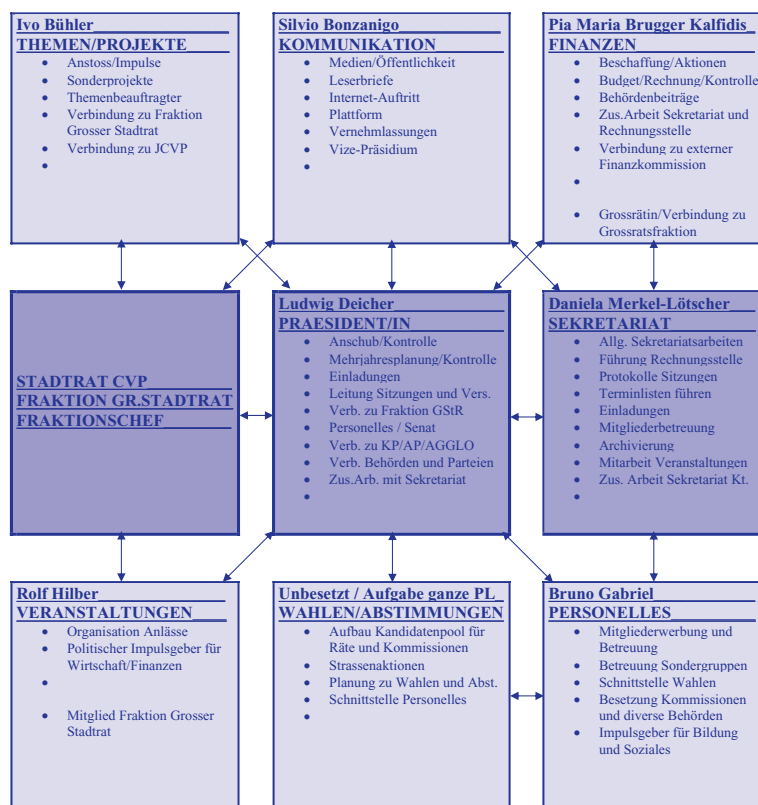 Ivo Bühler
THEMEN/PROJEKTE
• Anstoss/Impulse
• Sonderprojekte
• Themenbeauftragter
• Verbindung zu Fraktion
Grosser Stadtrat
• Verbindung zu JCVP
•
Silvio Bonzanigo
KOMMUNIKATION
• Medien/Öffentlichkeit
• Leserbriefe
• Internet-Auftritt
• Plattform
• Vernehmlassungen
• Vize-Präsidium
•
Pia Maria Brugger Kalfidis
FINANZEN
• Beschaffung/Aktionen
• Budget/Rechnung/Kontrolle
• Behördenbeiträge
• Zus.Arbeit Sekretariat und
Rechnungsstelle
• Verbindung zu externer
Finanzkommission
•
• Grossrätin/Verbindung zu
Grossratsfraktion
STADTRAT CVP
FRAKTION GR.STADTRAT
FRAKTIONSCHEF
Ludwig Deicher
PRAESIDENT/IN
• Anschub/Kontrolle
• Mehrjahresplanung/Kontrolle
• Einladungen
• Leitung Sitzungen und Vers.
• Verb. zu Fraktion GStR
• Personelles / Senat
• Verb. zu KP/AP/AGGLO
• Verb. Behörden und Parteien
• Zus.Arb. mit Sekretariat
•
Daniela Merkel-Lötscher
SEKRETARIAT
• Allg. Sekretariatsarbeiten
• Führung Rechnungsstelle
• Protokolle Sitzungen
• Terminlisten führen
• Einladungen
• Mitgliederbetreuung
• Archivierung
• Mitarbeit Veranstaltungen
• Zus. Arbeit Sekretariat Kt.
•
Rolf Hilber
VERANSTALTUNGEN
• Organisation Anlässe
• Politischer Impulsgeber für
Wirtschaft/Finanzen
•
• Mitglied Fraktion Grosser
Stadtrat
Unbesetzt / Aufgabe ganze PL
WAHLEN/ABSTIMMUNGEN
• Aufbau Kandidatenpool für
Räte und Kommissionen
• Strassenaktionen
• Planung zu Wahlen und Abst.
• Schnittstelle Personelles
•
Bruno Gabriel
PERSONELLES
• Mitgliederwerbung und
Betreuung
• Betreuung Sondergruppen
• Schnittstelle Wahlen
• Besetzung Kommissionen
und diverse Behörden
• Impulsgeber für Bildung
und Soziales